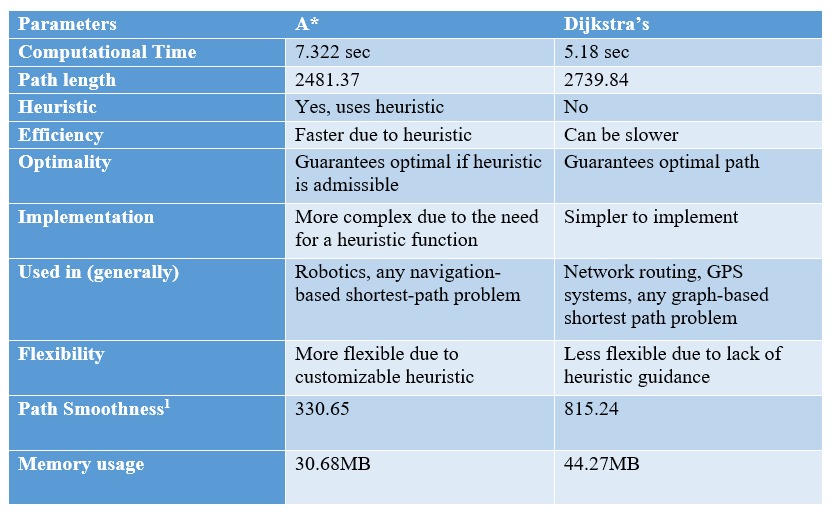 Parameters A* Dijkstra's
Computational Time 7.322 sec 5.18 sec
Path length 2481.37 2739.84
Heuristic Yes, uses heuristic No
Efficiency Faster due to heuristic Can be slower
Optimality Guarantees optimal if heuristic Guarantees optimal path
is admissible
Implementation More complex due to the need Simpler to implement
for a heuristic function
Used in (generally) Robotics, any navigation- Network routing, GPS
based shortest-path problem systems, any graph-based
shortest path problem
Flexibility More flexible due to Less flexible due to lack of
customizable heuristic heuristic guidance
Path Smoothness¹ 330.65 815.24
Memory usage 30.68MB 44.27MB